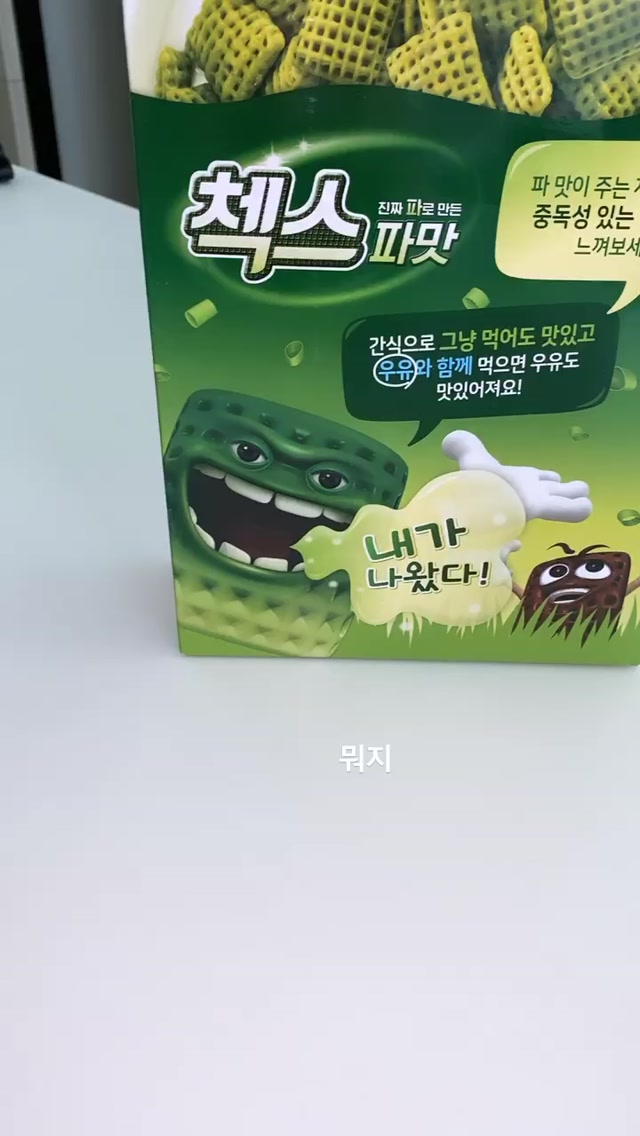 첵스
진짜 파로 만든
파맛
파 맛이 주는
중독성 있는
느껴보세
간식으로 그냥 먹어도 맛있고
우유와 함께 먹으면 우유도
맛있어져요!
내가
나왔다!
뭐지